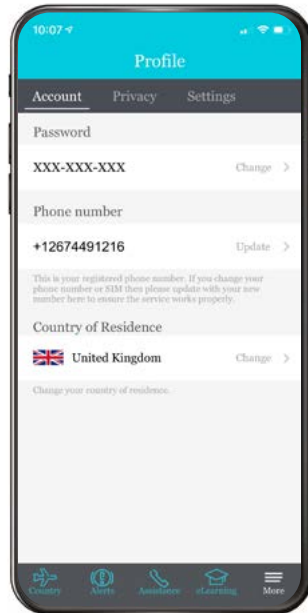 10:07
Profile
Account Privacy Settings
Password
XXX-XXX-XXX Change >
Phone number
+12674491216 Update >
This is your registered phone number. If you change your
phone number or SIM then please update with your new
number here to ensure the service works properly.
Country of Residence
United Kingdom Change >
Change your country of residence.
Country Alerts Assistance eLearning More